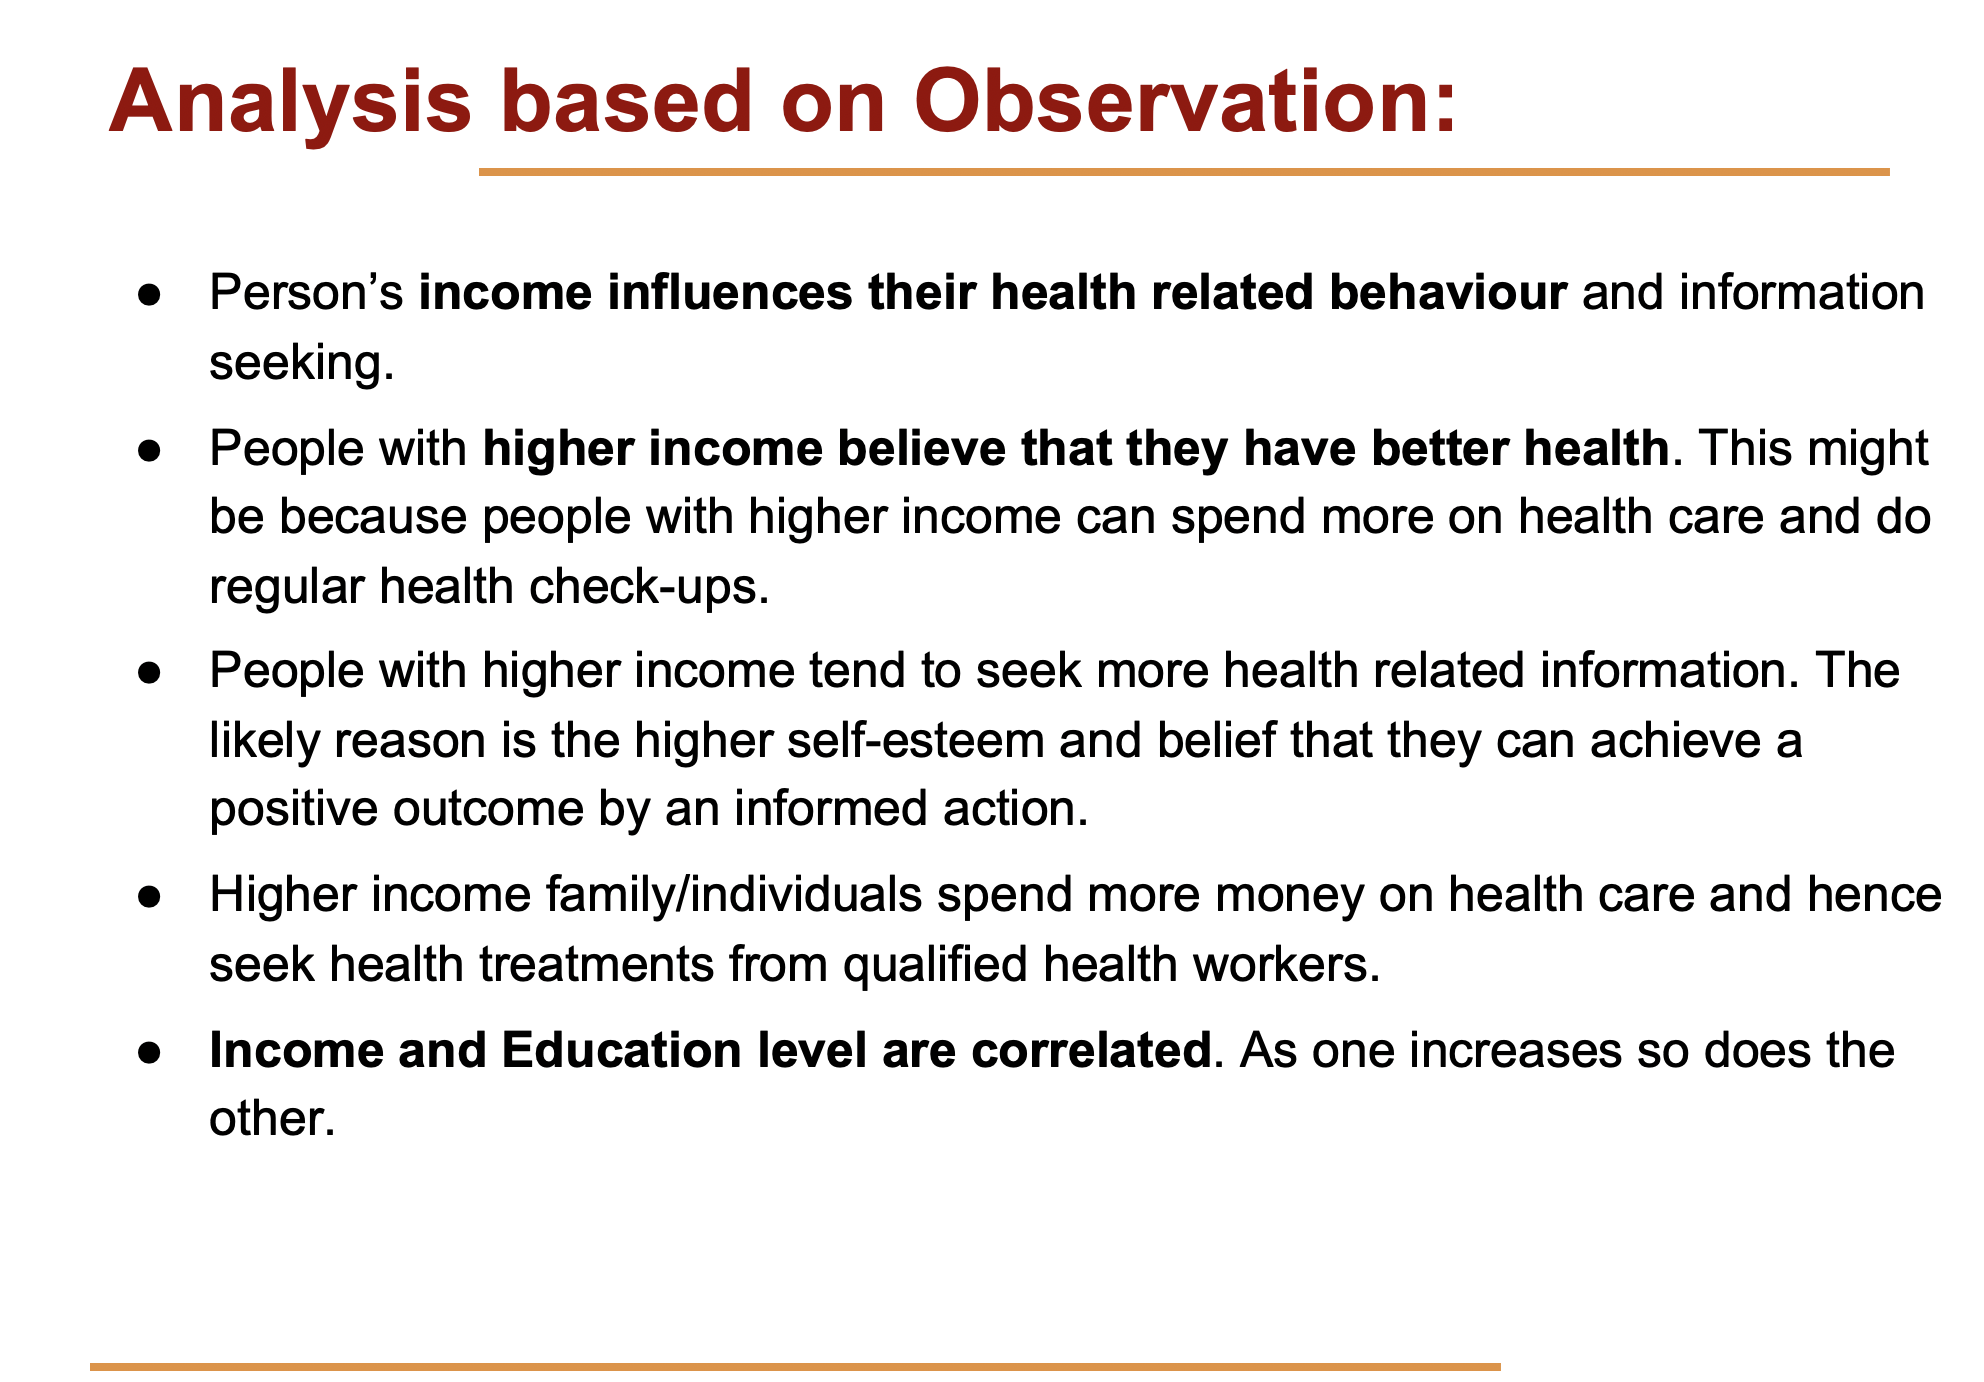 Analysis based on Observation:
● Person’s income influences their health related behaviour and information
seeking.
● People with higher income believe that they have better health. This might
be because people with higher income can spend more on health care and do
regular health check-ups.
● People with higher income tend to seek more health related information. The
likely reason is the higher self-esteem and belief that they can achieve a
positive outcome by an informed action.
● Higher income family/individuals spend more money on health care and hence
seek health treatments from qualified health workers.
● Income and Education level are correlated. As one increases so does the
other.